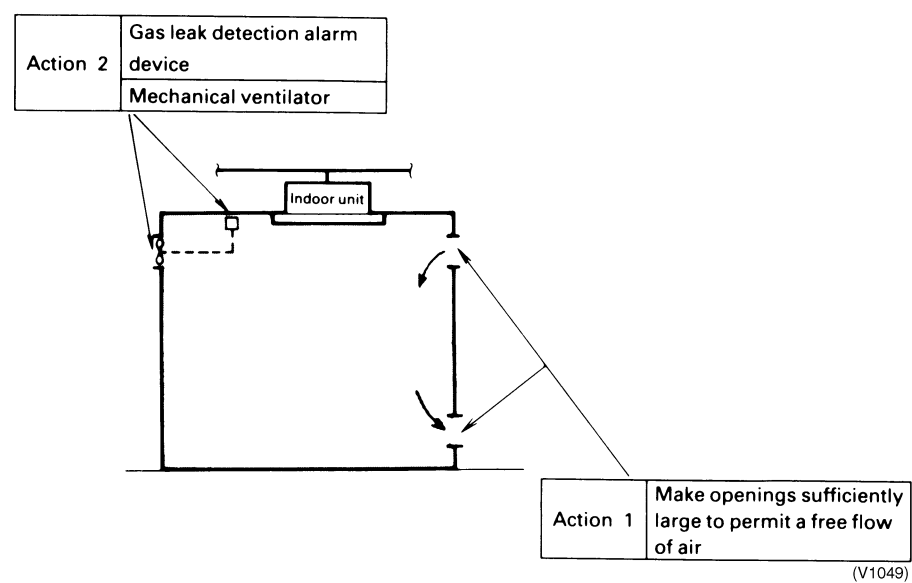 Action 2
Gas leak detection alarm
device
Mechanical ventilator
Indoor unit
Action 1
Make openings sufficiently
large to permit a free flow
of air
(V1049)